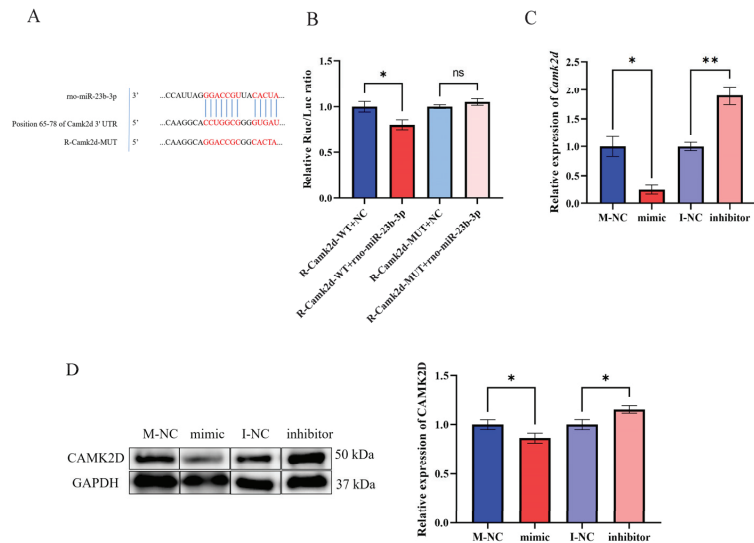 A
rno-miR-23b-3p 3' ...CCAUUAGGGACCGUUACACUA...
Position 65-78 of Camk2d 3' UTR 5' ...CAAGGCACCUGGCGGGUGAU...
R-Camk2d-MUT 5' ...CAAGGCAGGACCGCGGCACTA...
B
Relative Ruc/Luc ratio
1.5
1.0
0.5
0.0
*
ns
R-Camk2d-WT+NC
R-Camk2d-WT+rno-miR-23b-3p
R-Camk2d-MUT+NC
R-Camk2d-MUT+rno-miR-23b-3p
C
Relative expression of Camk2d
2.5
2.0
1.5
1.0
0.5
0.0
*
**
M-NC mimic I-NC inhibitor
D
M-NC mimic I-NC inhibitor
CAMK2D 50 kDa
GAPDH 37 kDa
Relative expression of CAMK2D
1.5
1.0
0.5
0.0
*
*
M-NC mimic I-NC inhibitor